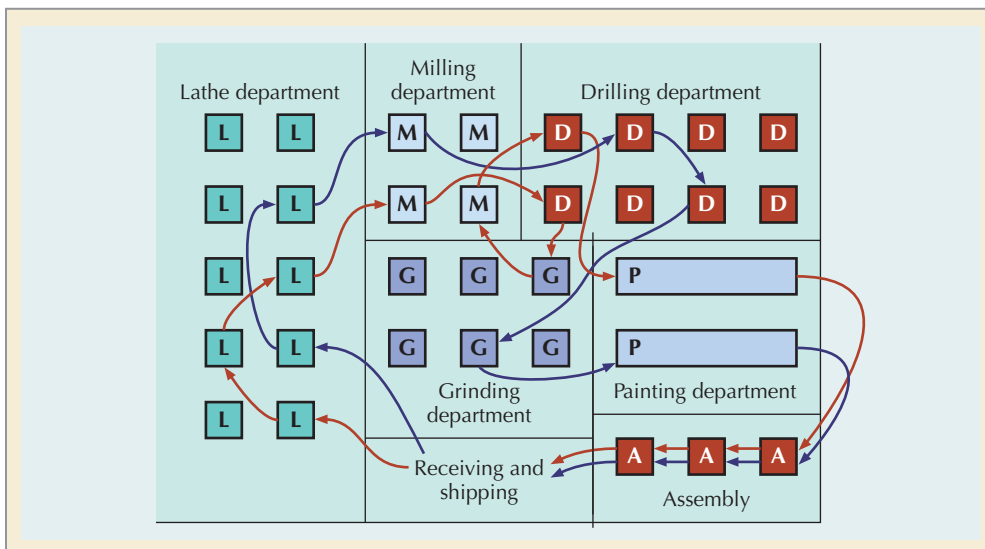 Milling
Lathe department department Drilling department
L L M M D D D D
L L M M D D D D
L L G G G P
L L G G G P
Grinding Painting department
department
L L
Receiving and A A A
shipping Assembly